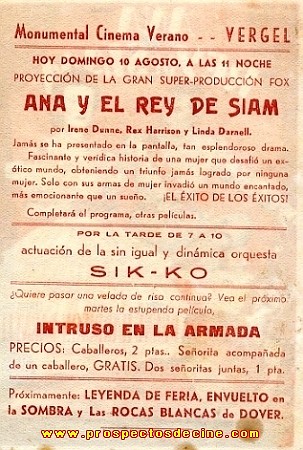 Monumental Cinema Verano -- VERGEL
HOY DOMINGO 10 AGOSTO, A LAS 11 NOCHE
PROYECCIÓN DE LA GRAN SUPER-PRODUCCIÓN FOX
ANA Y EL REY DE SIAM
por Irene Dunne, Rex Harrison y Linda Darnell.
Jamás se ha presentado en la pantalla, tan esplendoroso drama.
Fascinante y verídica historia de una mujer que desafió un exó-
tico mundo, obteniendo un triunfo jamás logrado por ninguna
mujer. Solo con sus armas de mujer invadió un mundo encantado,
más emocionante que un sueño. ¡EL ÉXITO DE LOS ÉXITOS!
Completará el programa, otras películas.
POR LA TARDE DE 7 A 10
actuación de la sin igual y dinámica orquesta
SIK-KO
¿Quiere pasar una velada de risa continua? Vea el próximo
martes la estupenda película,
INTRUSO EN LA ARMADA
PRECIOS: Caballeros, 2 ptas.. Señorita acompañada
de un caballero, GRATIS. Dos señoritas juntas, 1 pta.
Próximamente: LEYENDA DE FERIA, ENVUELTO en
la SOMBRA y Las ROCAS BLANCAS de DOVER.
www.prospectosdecine.com